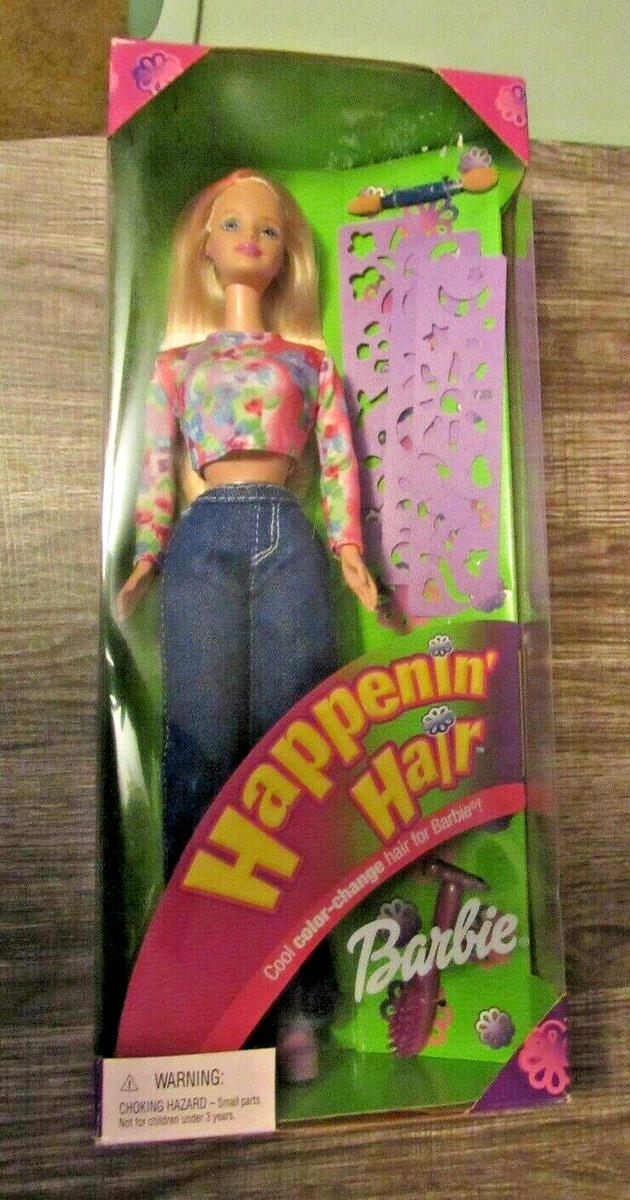 Happenin'
Hair™
Cool color-change hair for Barbie®!
Barbie
WARNING:
CHOKING HAZARD – Small parts
Not for children under 3 years.